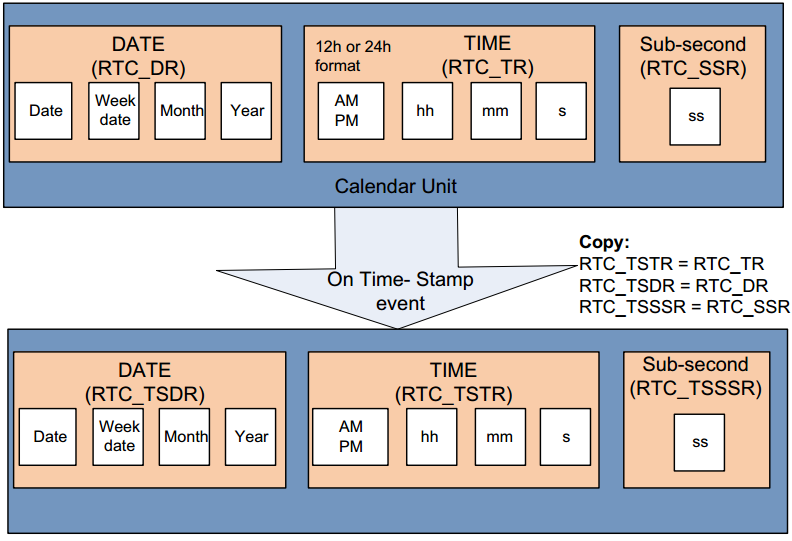 DATE
(RTC_DR)
Date
Week
date
Month
Year
12h or 24h
format
TIME
(RTC_TR)
AM
PM
hh
mm
s
Sub-second
(RTC_SSR)
ss
Calendar Unit
On Time- Stamp
event
Copy:
RTC_TSTR = RTC_TR
RTC_TSDR = RTC_DR
RTC_TSSSR = RTC_SSR
DATE
(RTC_TSDR)
Date
Week
date
Month
Year
TIME
(RTC_TSTR)
AM
PM
hh
mm
s
Sub-second
(RTC_TSSSR)
ss